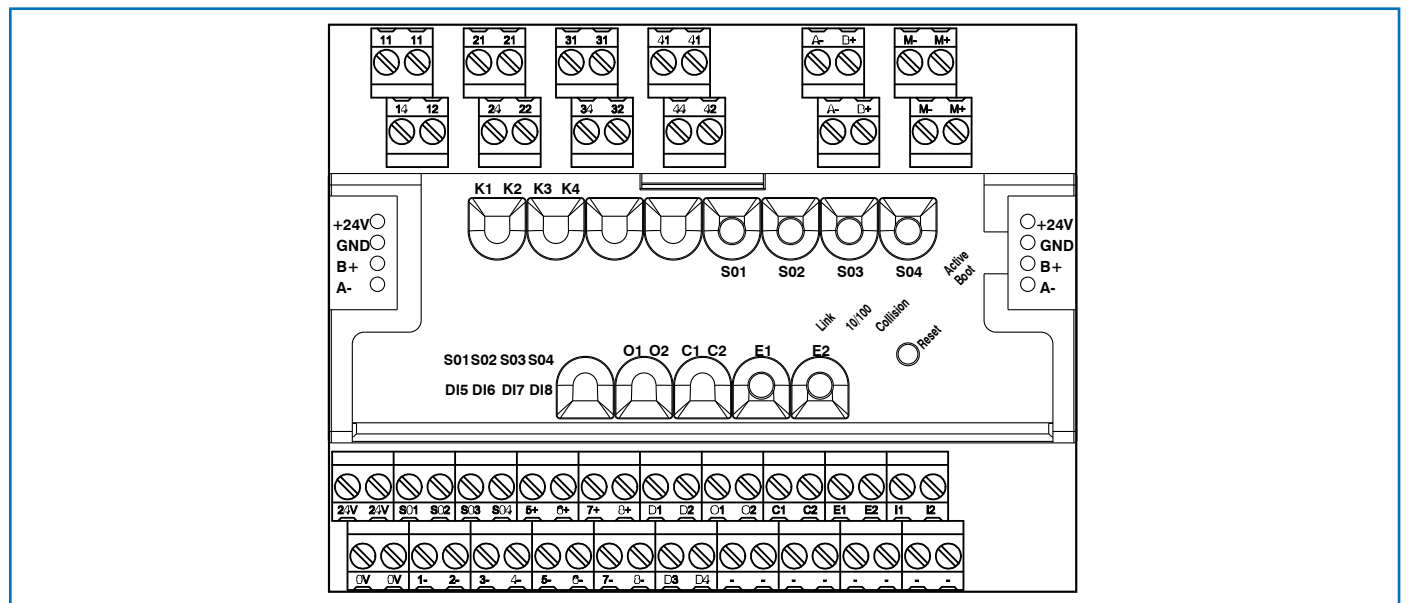 11 11 21 21 31 31 41 41 A- D+ M- M+
14 12 24 22 34 32 44 42 A- D+ M- M+
K1 K2 K3 K4
+24V +24V
GND GND
B+ B+
A- A-
S01 S02 S03 S04
Active
Boot
Link 10/100 Collision
Reset
O1 O2 C1 C2 E1 E2
S01 S02 S03 S04
DI5 DI6 DI7 DI8
24V 24V S01 S02 S03 S04 5+ 6+ 7+ 8+ D1 D2 O1 O2 C1 C2 E1 E2 I1 I2
0V 0V 1- 2- 3- 4- 5- 6- 7- 8- D3 D4 - - - - - - - -